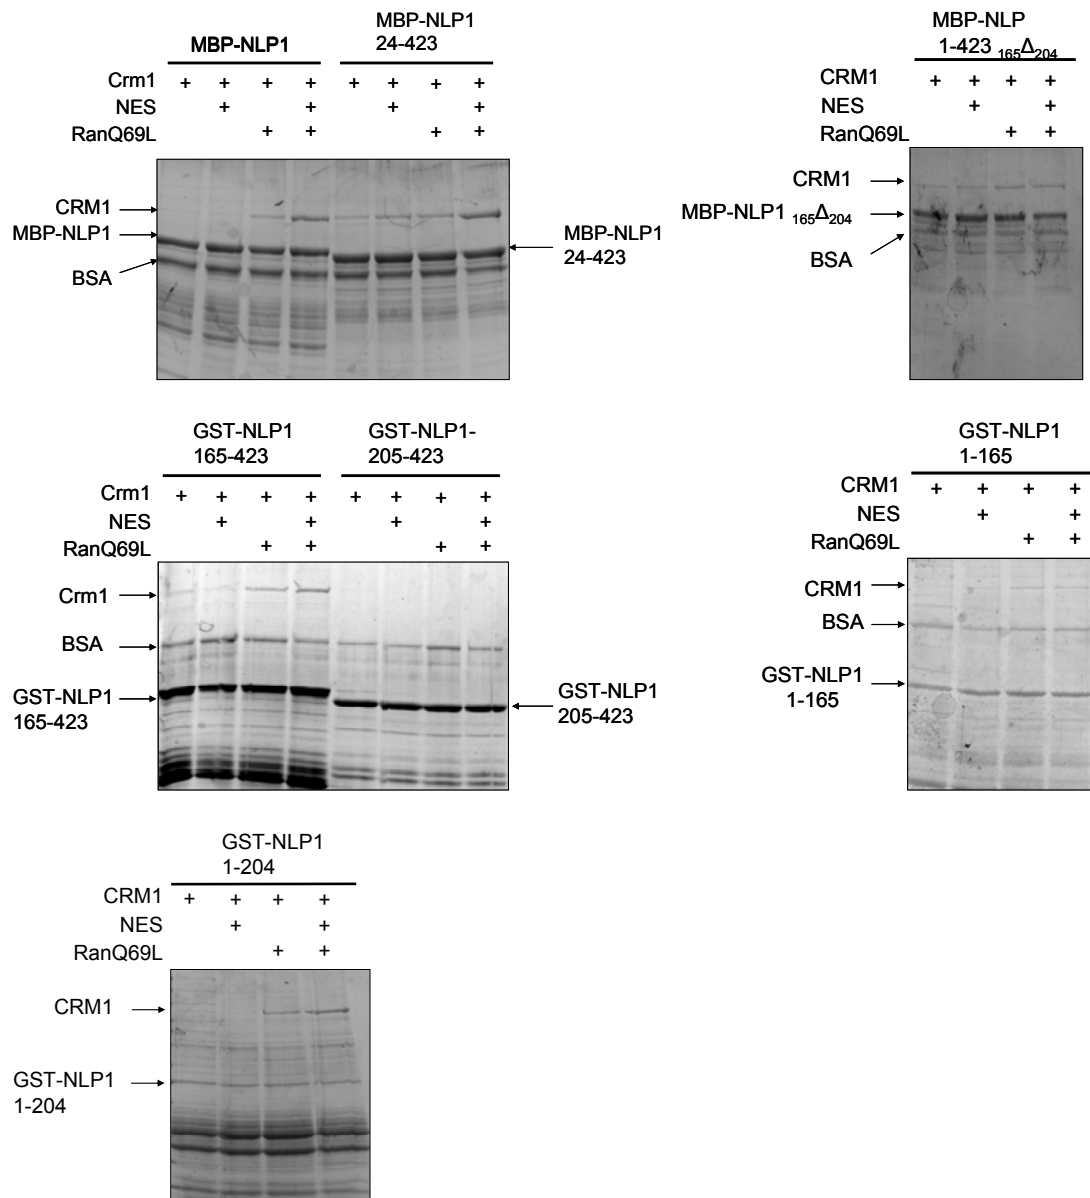 MBP-NLP1
MBP-NLP1
24-423
Crm1 + + + + + + + +
NES + + + +
RanQ69L + + + +
CRM1
MBP-NLP1
BSA
MBP-NLP1
24-423
MBP-NLP
1-423 165Δ204
CRM1 + + + +
NES + +
RanQ69L + +
CRM1
MBP-NLP1 165Δ204
BSA
GST-NLP1
165-423
GST-NLP1-
205-423
Crm1 + + + + + + + +
NES + + + +
RanQ69L + + + +
Crm1
BSA
GST-NLP1
165-423
GST-NLP1
205-423
GST-NLP1
1-165
CRM1 + + + +
NES + +
RanQ69L + +
CRM1
BSA
GST-NLP1
1-165
GST-NLP1
1-204
CRM1 + + + +
NES + +
RanQ69L + +
CRM1
GST-NLP1
1-204